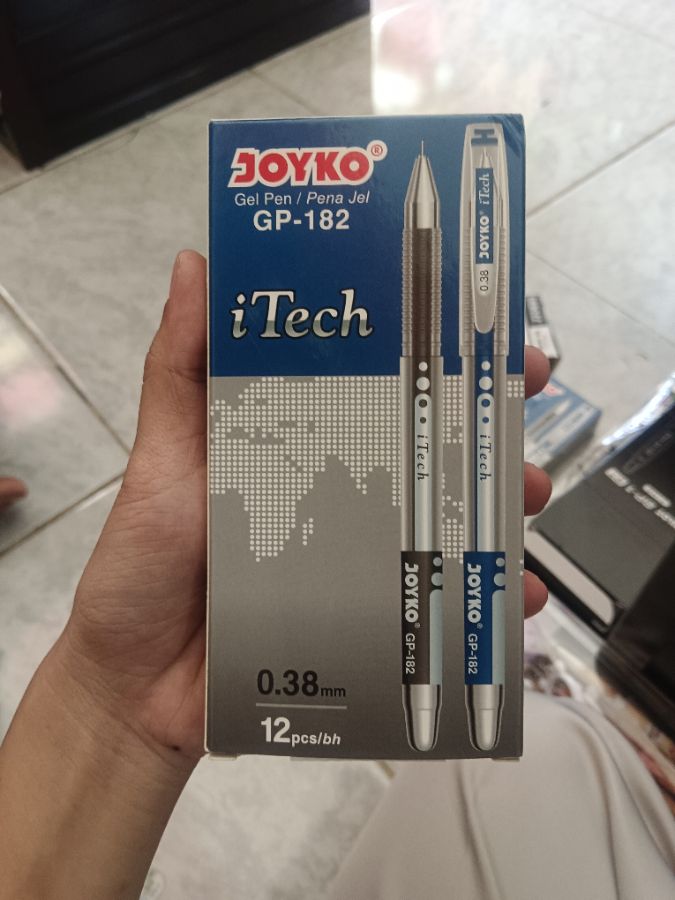 JOYKO®
Gel Pen / Pena Jel
GP-182
iTech
0.38mm
12pcs/bh
iTech
JOYKO®
GP-182
JOYKO® iTech
0.38
iTech
JOYKO®
GP-182